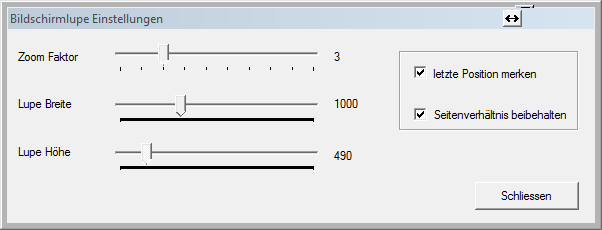 Bildschirmlupe Einstellungen
Zoom Faktor 3
letzte Position merken
Lupe Breite 1000
Seitenverhältnis beibehalten
Lupe Höhe 490
Schliessen